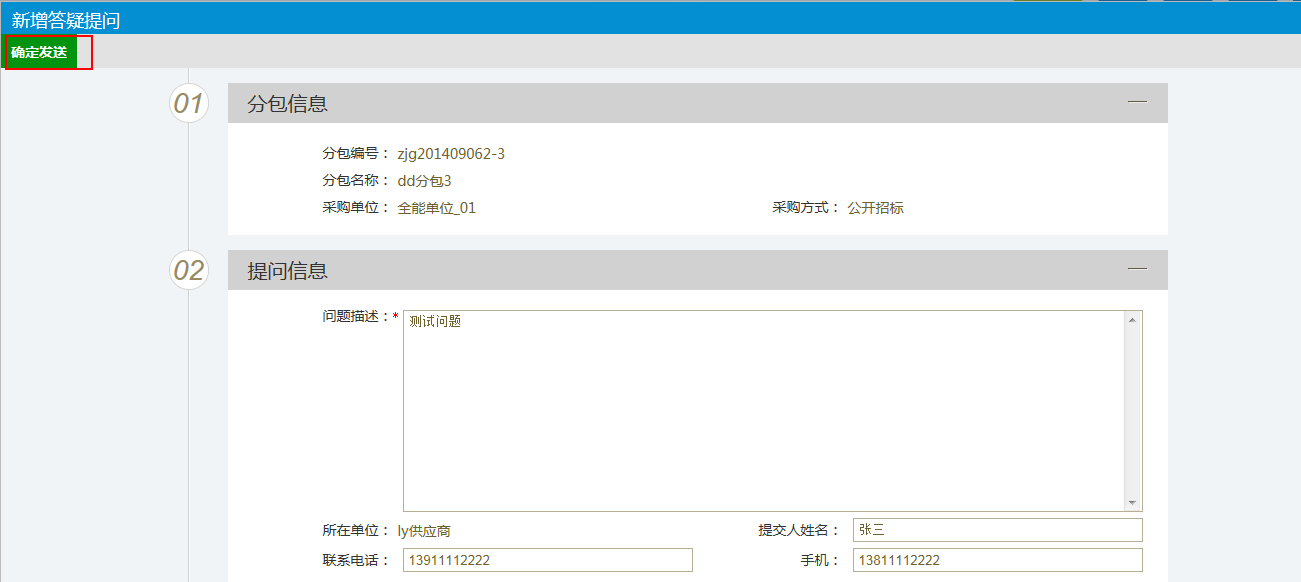 新增答疑提问
确定发送
01 分包信息
分包编号： zjg201409062-3
分包名称： dd分包3
采购单位： 全能单位_01 采购方式： 公开招标
02 提问信息
问题描述：* 测试问题
所在单位： ly供应商 提交人姓名： 张三
联系电话： 13911112222 手机： 13811112222